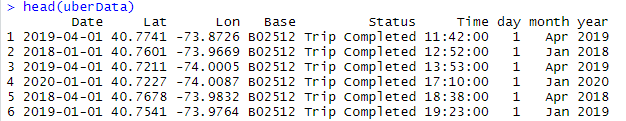 > head(uberData)
Date Lat Lon Base Status Time day month year
1 2019-04-01 40.7741 -73.8726 B02512 Trip Completed 11:42:00 1 Apr 2019
2 2018-01-01 40.7601 -73.9669 B02512 Trip Completed 12:52:00 1 Jan 2018
3 2019-04-01 40.7211 -74.0005 B02512 Trip Completed 13:53:00 1 Apr 2019
4 2020-01-01 40.7227 -74.0087 B02512 Trip Completed 17:10:00 1 Jan 2020
5 2018-04-01 40.7678 -73.9832 B02512 Trip Completed 18:38:00 1 Apr 2018
6 2019-01-01 40.7541 -73.9764 B02512 Trip Completed 19:23:00 1 Jan 2019